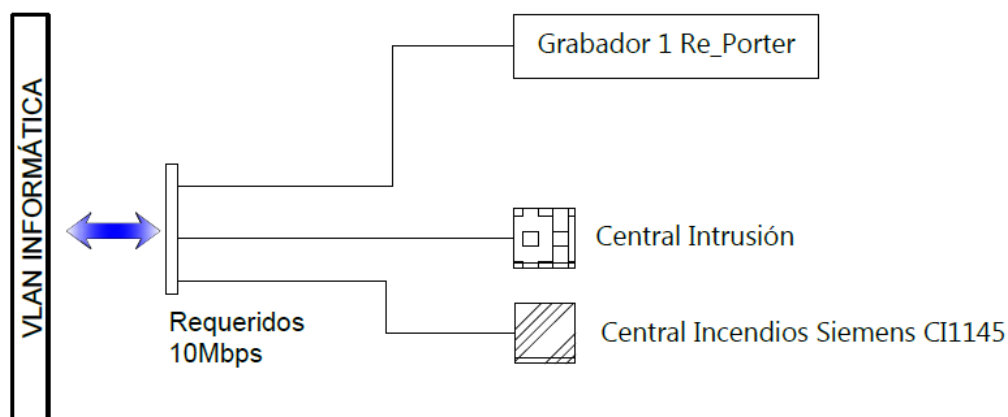 VLAN INFORMÁTICA
Grabador 1 Re_Porter
Central Intrusión
Requeridos
10Mbps
Central Incendios Siemens CI1145